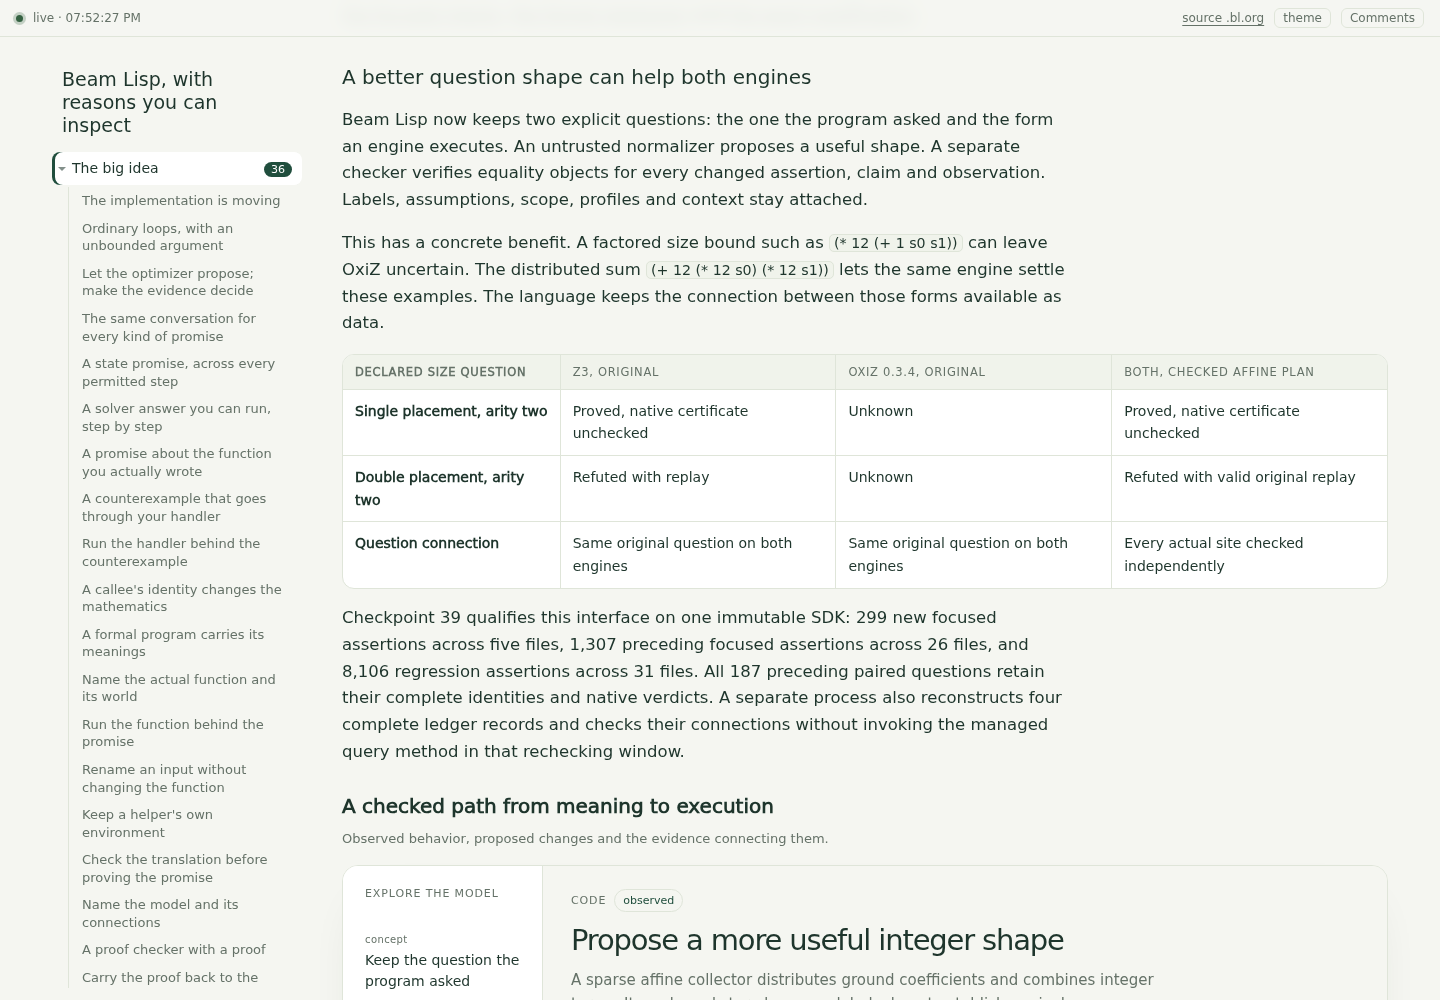 live · 07:52:27 PM
source .bl.org
theme
Comments
Beam Lisp, with
reasons you can
inspect
The big idea
36
The implementation is moving
Ordinary loops, with an
unbounded argument
Let the optimizer propose;
make the evidence decide
The same conversation for
every kind of promise
A state promise, across every
permitted step
A solver answer you can run,
step by step
A promise about the function
you actually wrote
A counterexample that goes
through your handler
Run the handler behind the
counterexample
A callee's identity changes the
mathematics
A formal program carries its
meanings
Name the actual function and
its world
Run the function behind the
promise
Rename an input without
changing the function
Keep a helper's own
environment
Check the translation before
proving the promise
Name the model and its
connections
A proof checker with a proof
Carry the proof back to the
A better question shape can help both engines
Beam Lisp now keeps two explicit questions: the one the program asked and the form
an engine executes. An untrusted normalizer proposes a useful shape. A separate
checker verifies equality objects for every changed assertion, claim and observation.
Labels, assumptions, scope, profiles and context stay attached.
This has a concrete benefit. A factored size bound such as (* 12 (+ 1 s0 s1)) can leave
OxiZ uncertain. The distributed sum (+ 12 (* 12 s0) (* 12 s1)) lets the same engine settle
these examples. The language keeps the connection between those forms available as
data.
DECLARED SIZE QUESTION
Z3, ORIGINAL
OXIZ 0.3.4, ORIGINAL
BOTH, CHECKED AFFINE PLAN
Single placement, arity two
Proved, native certificate
unchecked
Unknown
Proved, native certificate
unchecked
Double placement, arity
two
Refuted with replay
Unknown
Refuted with valid original replay
Question connection
Same original question on both
engines
Same original question on both
engines
Every actual site checked
independently
Checkpoint 39 qualifies this interface on one immutable SDK: 299 new focused
assertions across five files, 1,307 preceding focused assertions across 26 files, and
8,106 regression assertions across 31 files. All 187 preceding paired questions retain
their complete identities and native verdicts. A separate process also reconstructs four
complete ledger records and checks their connections without invoking the managed
query method in that rechecking window.
A checked path from meaning to execution
Observed behavior, proposed changes and the evidence connecting them.
EXPLORE THE MODEL
concept
Keep the question the
program asked
CODE
observed
Propose a more useful integer shape
A sparse affine collector distributes ground coefficients and combines integer